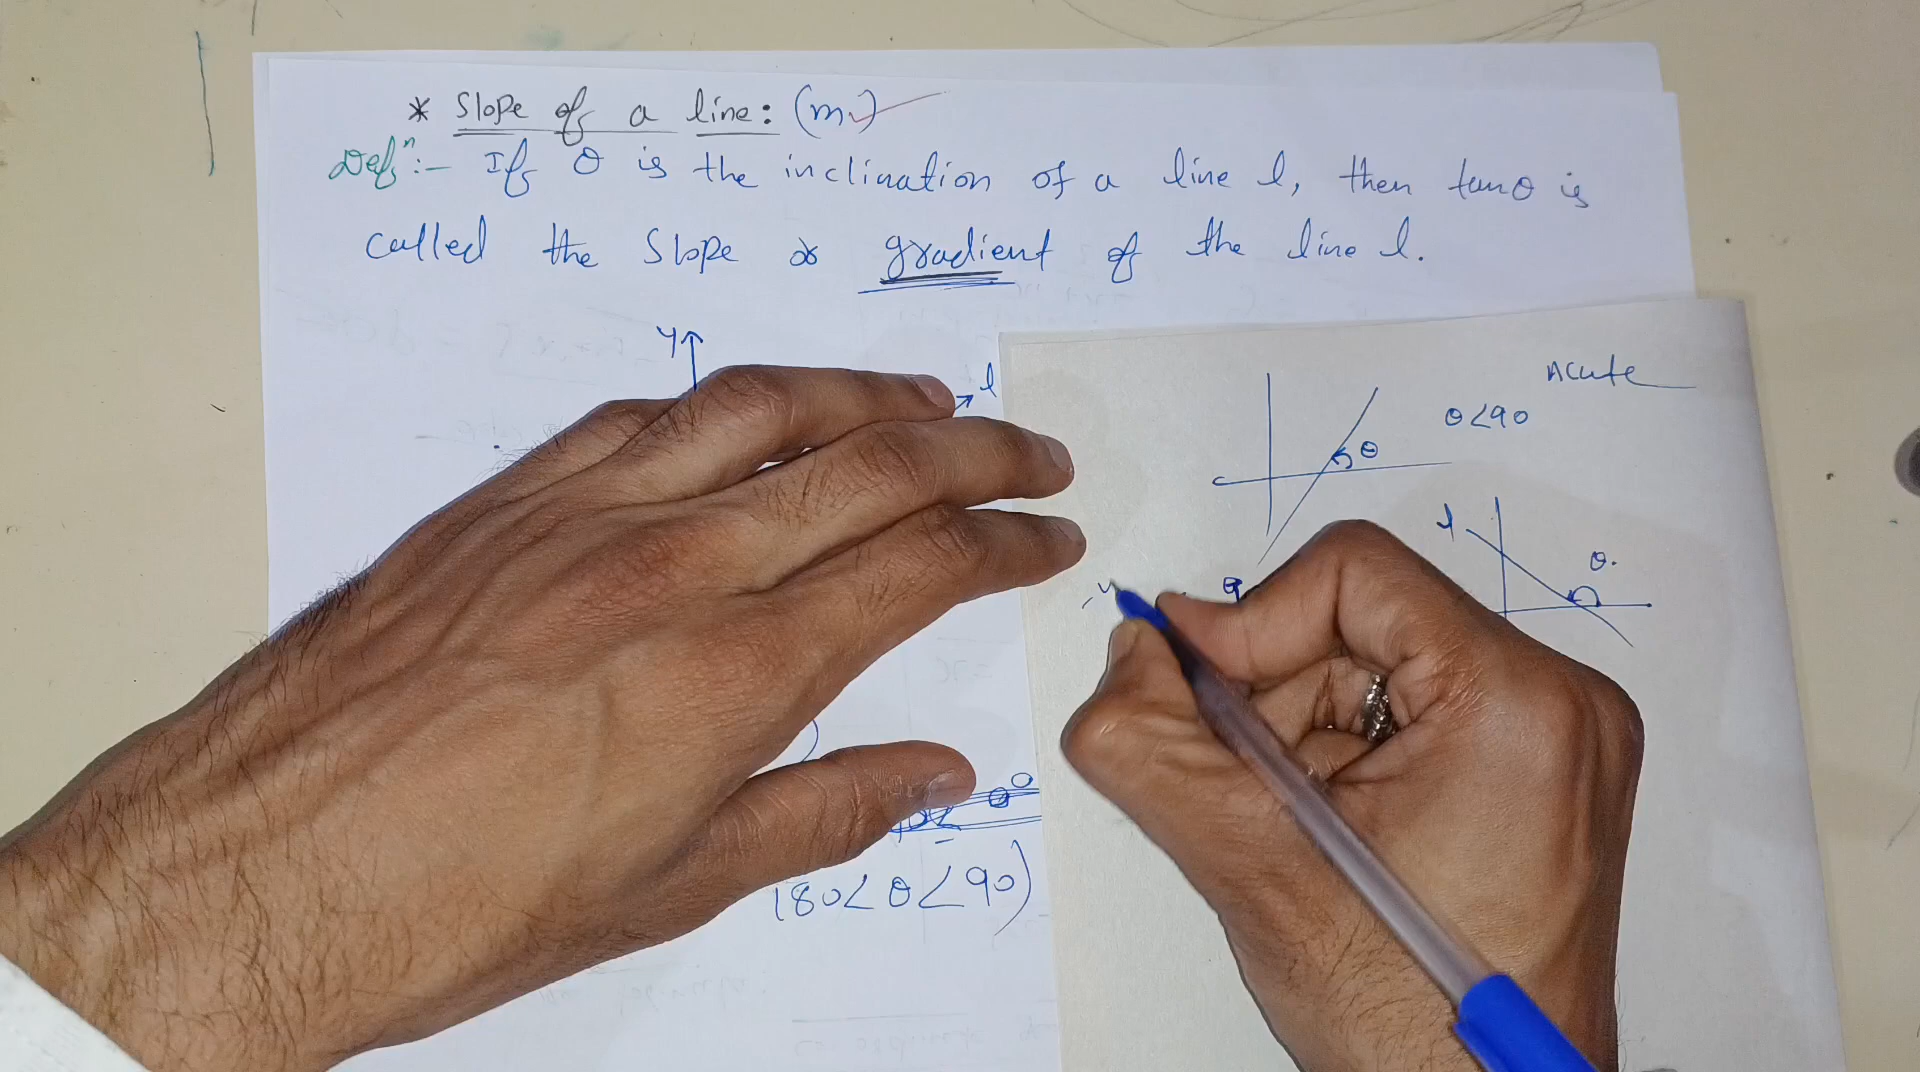 * Slope of a line: (m)
Defⁿ:- If θ is the inclination of a line l, then tanθ is
called the slope or gradient of the line l.
y
l
Acute
θ<90
θ
l
θ.
180<θ<90)